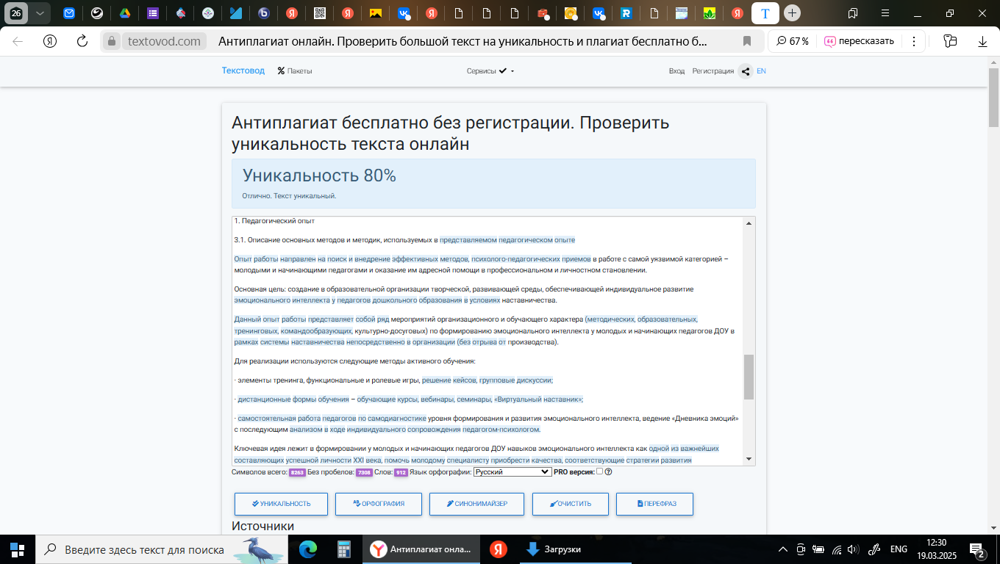 26
textovod.com Антиплагиат онлайн. Проверить большой текст на уникальность и плагиат бесплатно б... 67 % пересказать
Текстовод Пакеты Сервисы Вход Регистрация EN
Антиплагиат бесплатно без регистрации. Проверить
уникальность текста онлайн
Уникальность 80%
Отлично. Текст уникальный.
1. Педагогический опыт
3.1. Описание основных методов и методик, используемых в представляемом педагогическом опыте
Опыт работы направлен на поиск и внедрение эффективных методов, психолого-педагогических приемов в работе с самой уязвимой категорией –
молодыми и начинающими педагогами и оказание им адресной помощи в профессиональном и личностном становлении.
Основная цель: создание в образовательной организации творческой, развивающей среды, обеспечивающей индивидуальное развитие
эмоционального интеллекта у педагогов дошкольного образования в условиях наставничества.
Данный опыт работы представляет собой ряд мероприятий организационного и обучающего характера (методических, образовательных,
тренинговых, командообразующих, культурно-досуговых) по формированию эмоционального интеллекта у молодых и начинающих педагогов ДОУ в
рамках системы наставничества непосредственно в организации (без отрыва от производства).
Для реализации используются следующие методы активного обучения:
· элементы тренинга, функциональные и ролевые игры, решение кейсов, групповые дискуссии;
· дистанционные формы обучения – обучающие курсы, вебинары, семинары, «Виртуальный наставник»;
· самостоятельная работа педагогов по самодиагностике уровня формирования и развития эмоционального интеллекта, ведение «Дневника эмоций»
с последующим анализом в ходе индивидуального сопровождения педагогом-психологом.
Ключевая идея лежит в формировании у молодых и начинающих педагогов ДОУ навыков эмоционального интеллекта как одной из важнейших
составляющих успешной личности XXI века, помочь молодому специалисту приобрести качества, соответствующие стратегии развития
Символов всего: 8263 Без пробелов: 7308 Слов: 912 Язык орфографии: Русский PRO версия:
УНИКАЛЬНОСТЬ ОРФОГРАФИЯ СИНОНИМАЙЗЕР ОЧИСТИТЬ ПЕРЕФРАЗ
Источники
Введите здесь текст для поиска Антиплагиат онла... Загрузки ENG 12:30
19.03.2025 2